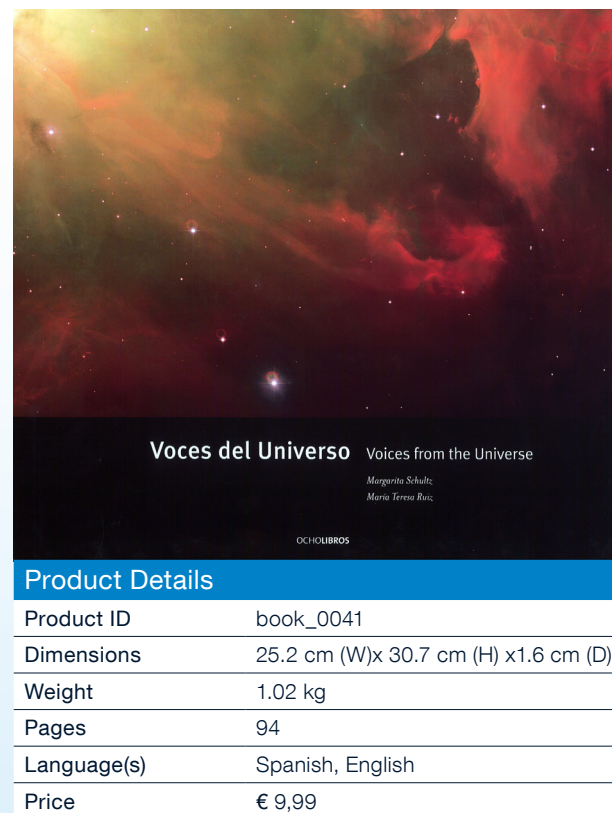 Voces del Universo Voices from the Universe
Margarita Schultz
María Teresa Ruiz
OCHOLIBROS
Product Details
Product ID book_0041
Dimensions 25.2 cm (W)x 30.7 cm (H) x1.6 cm (D)
Weight 1.02 kg
Pages 94
Language(s) Spanish, English
Price € 9,99